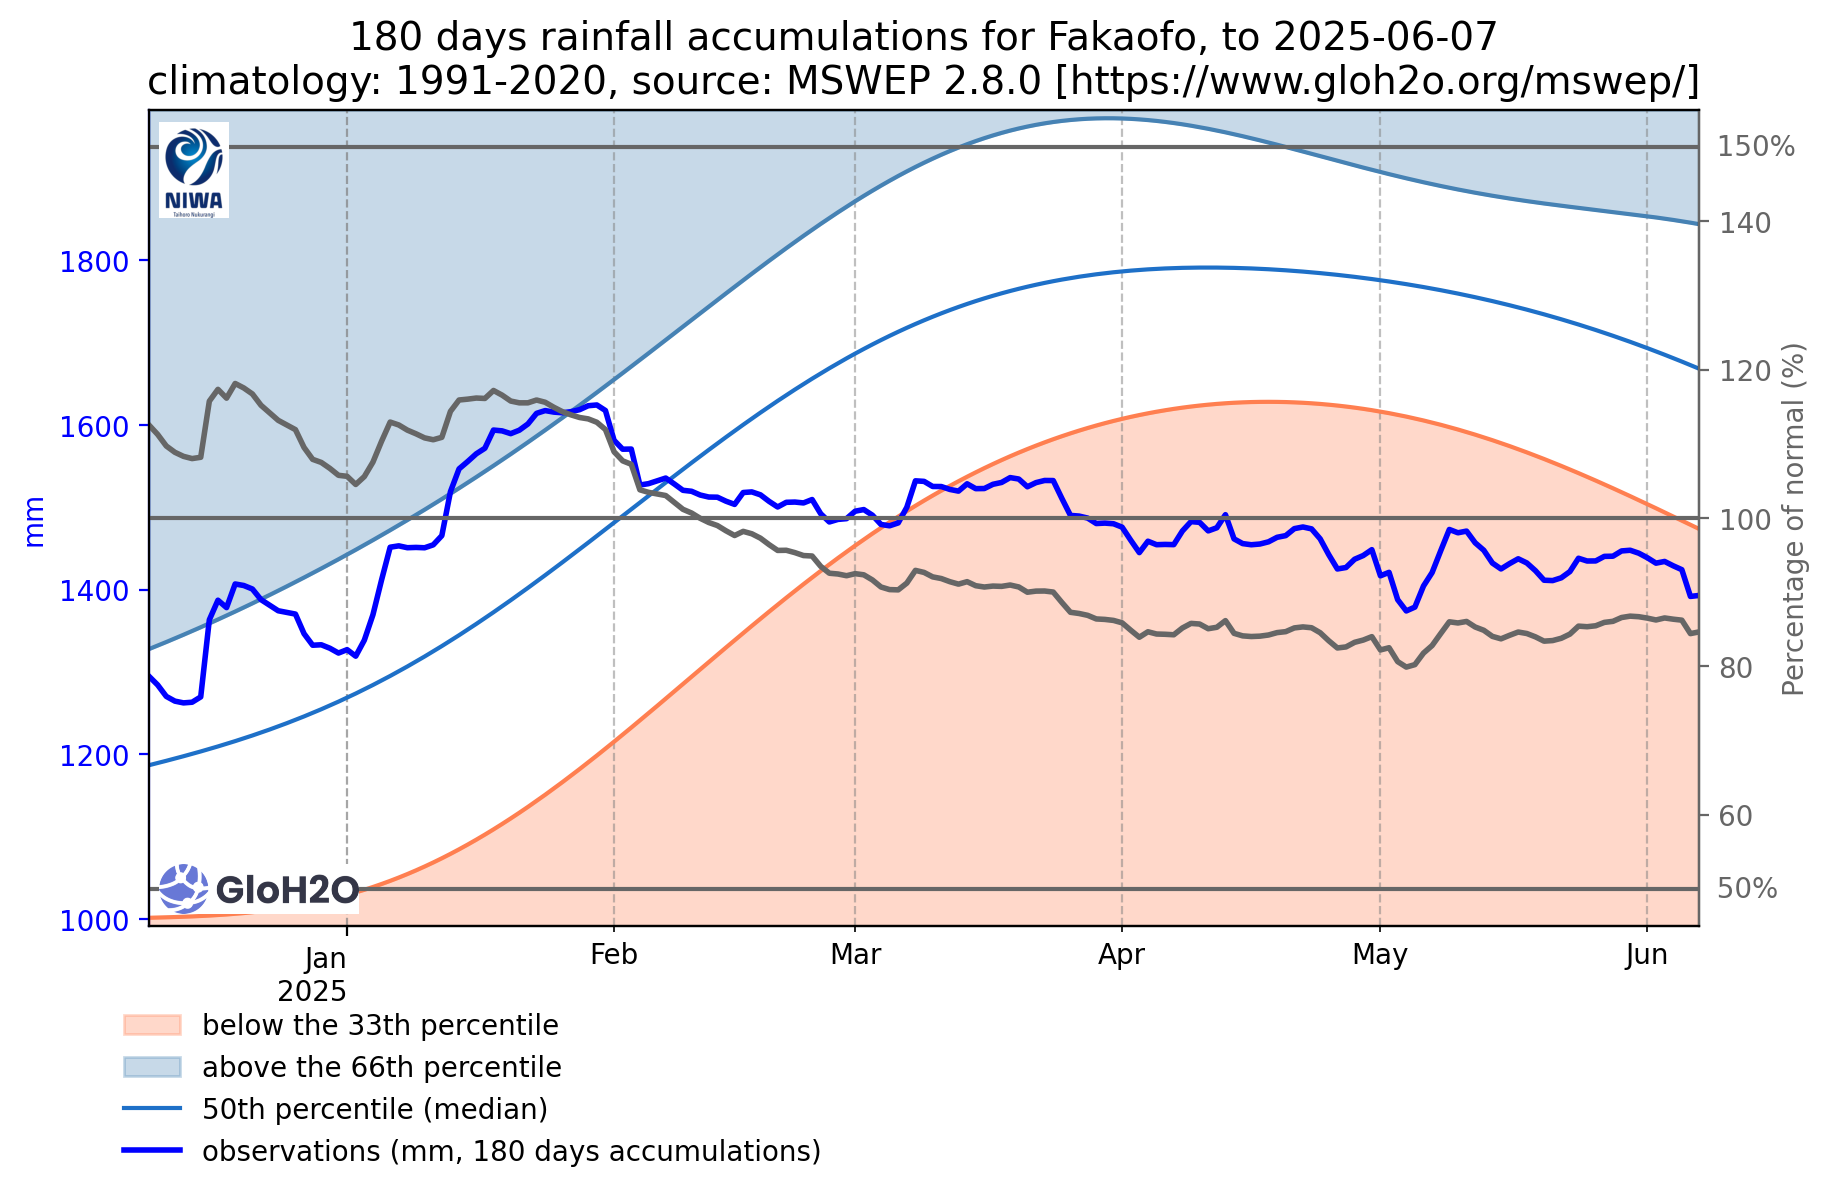 180 days rainfall accumulations for Fakaofo, to 2025-06-07
climatology: 1991-2020, source: MSWEP 2.8.0 [https://www.gloh2o.org/mswep/]
NIWA
Taihoro Nukurangi
GloH2O
mm
1800
1600
1400
1200
1000
150%
140
120
100
80
60
50%
Percentage of normal (%)
Jan
2025
Feb
Mar
Apr
May
Jun
below the 33th percentile
above the 66th percentile
50th percentile (median)
observations (mm, 180 days accumulations)